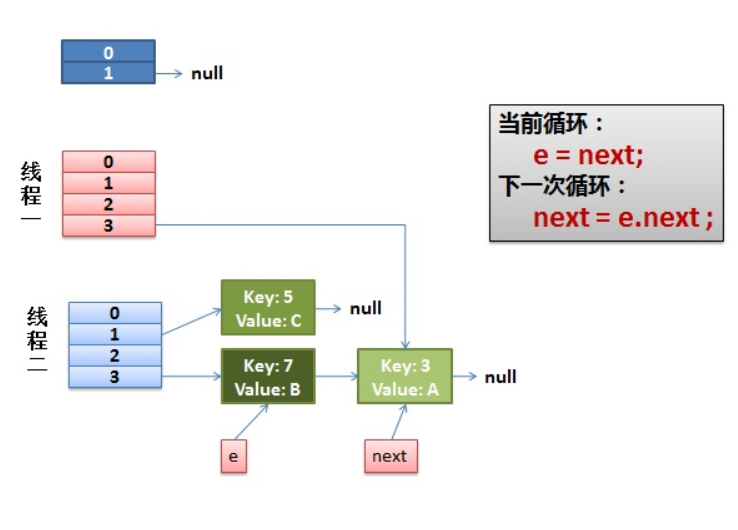 0
1
null
线程一
0
1
2
3
当前循环：
e = next;
下一次循环：
next = e.next ;
线程二
0
1
2
3
Key: 5
Value: C
null
Key: 7
Value: B
Key: 3
Value: A
null
e
next